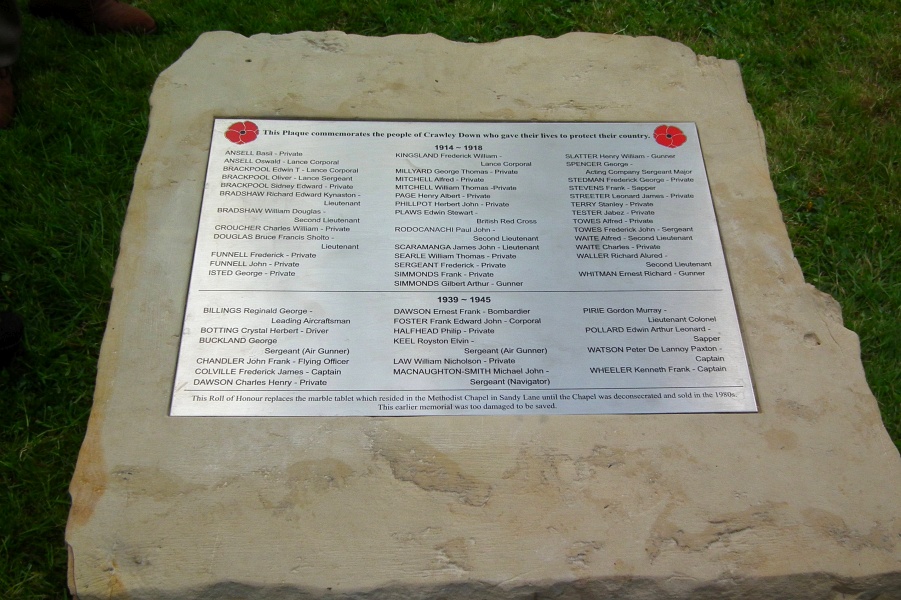 This Plaque commemorates the people of Crawley Down who gave their lives to protect their country.
1914 ~ 1918
ANSELL Basil - Private
ANSELL Oswald - Lance Corporal
BRACKPOOL Edwin T - Lance Corporal
BRACKPOOL Oliver - Lance Sergeant
BRACKPOOL Sidney Edward - Private
BRADSHAW Richard Edward Kynaston -
Lieutenant
BRADSHAW William Douglas -
Second Lieutenant
CROUCHER Charles William - Private
DOUGLAS Bruce Francis Sholto -
Lieutenant
FUNNELL Frederick - Private
FUNNELL John - Private
ISTED George - Private
KINGSLAND Frederick William -
Lance Corporal
MILLYARD George Thomas - Private
MITCHELL Alfred - Private
MITCHELL William Thomas -Private
PAGE Henry Albert - Private
PHILLPOT Herbert John - Private
PLAWS Edwin Stewart -
British Red Cross
RODOCANACHI Paul John -
Second Lieutenant
SCARAMANGA James John - Lieutenant
SEARLE William Thomas - Private
SERGEANT Frederick - Private
SIMMONDS Frank - Private
SIMMONDS Gilbert Arthur - Gunner
SLATTER Henry William - Gunner
SPENCER George -
Acting Company Sergeant Major
STEDMAN Frederick George - Private
STEVENS Frank - Sapper
STREETER Leonard James - Private
TERRY Stanley - Private
TESTER Jabez - Private
TOWES Alfred - Private
TOWES Frederick John - Sergeant
WAITE Alfred - Second Lieutenant
WAITE Charles - Private
WALLER Richard Alured -
Second Lieutenant
WHITMAN Ernest Richard - Gunner
1939 ~ 1945
BILLINGS Reginald George -
Leading Aircraftsman
BOTTING Crystal Herbert - Driver
BUCKLAND George
Sergeant (Air Gunner)
CHANDLER John Frank - Flying Officer
COLVILLE Frederick James - Captain
DAWSON Charles Henry - Private
DAWSON Ernest Frank - Bombardier
FOSTER Frank Edward John - Corporal
HALFHEAD Philip - Private
KEEL Royston Elvin -
Sergeant (Air Gunner)
LAW William Nicholson - Private
MACNAUGHTON-SMITH Michael John -
Sergeant (Navigator)
PIRIE Gordon Murray -
Lieutenant Colonel
POLLARD Edwin Arthur Leonard -
Sapper
WATSON Peter De Lannoy Paxton -
Captain
WHEELER Kenneth Frank - Captain
This Roll of Honour replaces the marble tablet which resided in the Methodist Chapel in Sandy Lane until the Chapel was deconsecrated and sold in the 1980s.
This earlier memorial was too damaged to be saved.